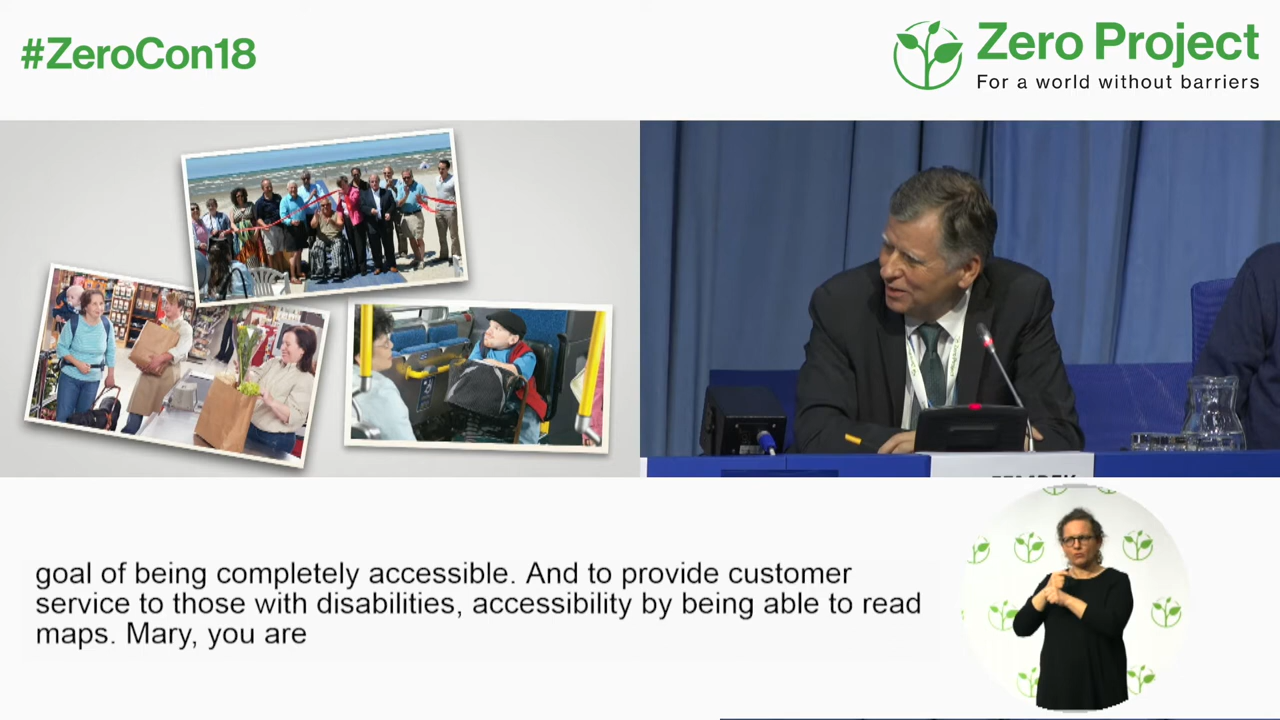 #ZeroCon18
Zero Project
For a world without barriers
goal of being completely accessible. And to provide customer
service to those with disabilities, accessibility by being able to read
maps. Mary, you are